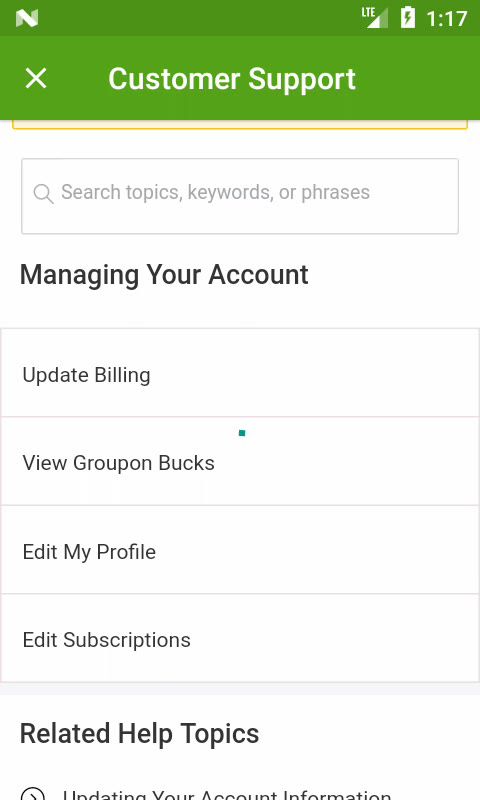 LTE 1:17
Customer Support
Search topics, keywords, or phrases
Managing Your Account
Update Billing
View Groupon Bucks
Edit My Profile
Edit Subscriptions
Related Help Topics
Updating Your Account Information